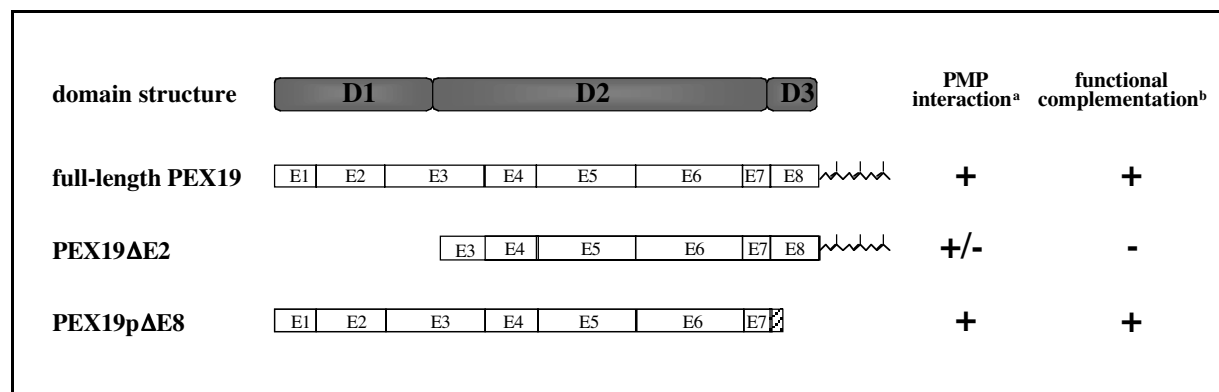 domain structure D1 D2 D3 PMP interactionᵃ functional complementationᵇ
full-length PEX19 E1 E2 E3 E4 E5 E6 E7 E8 + +
PEX19ΔE2 E3 E4 E5 E6 E7 E8 +/- -
PEX19pΔE8 E1 E2 E3 E4 E5 E6 E7 + +